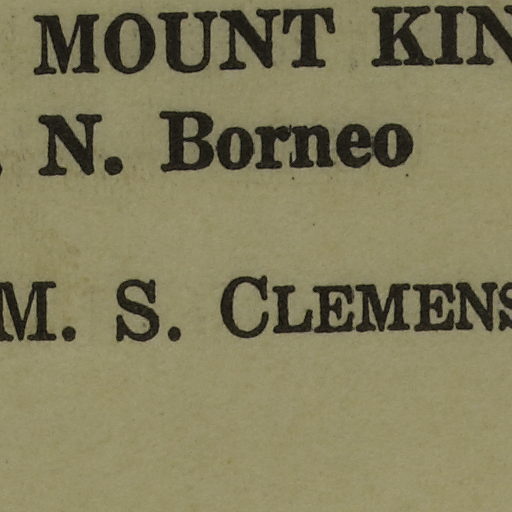 MOUNT KIN
. N. Borneo
M. S. CLEMENS